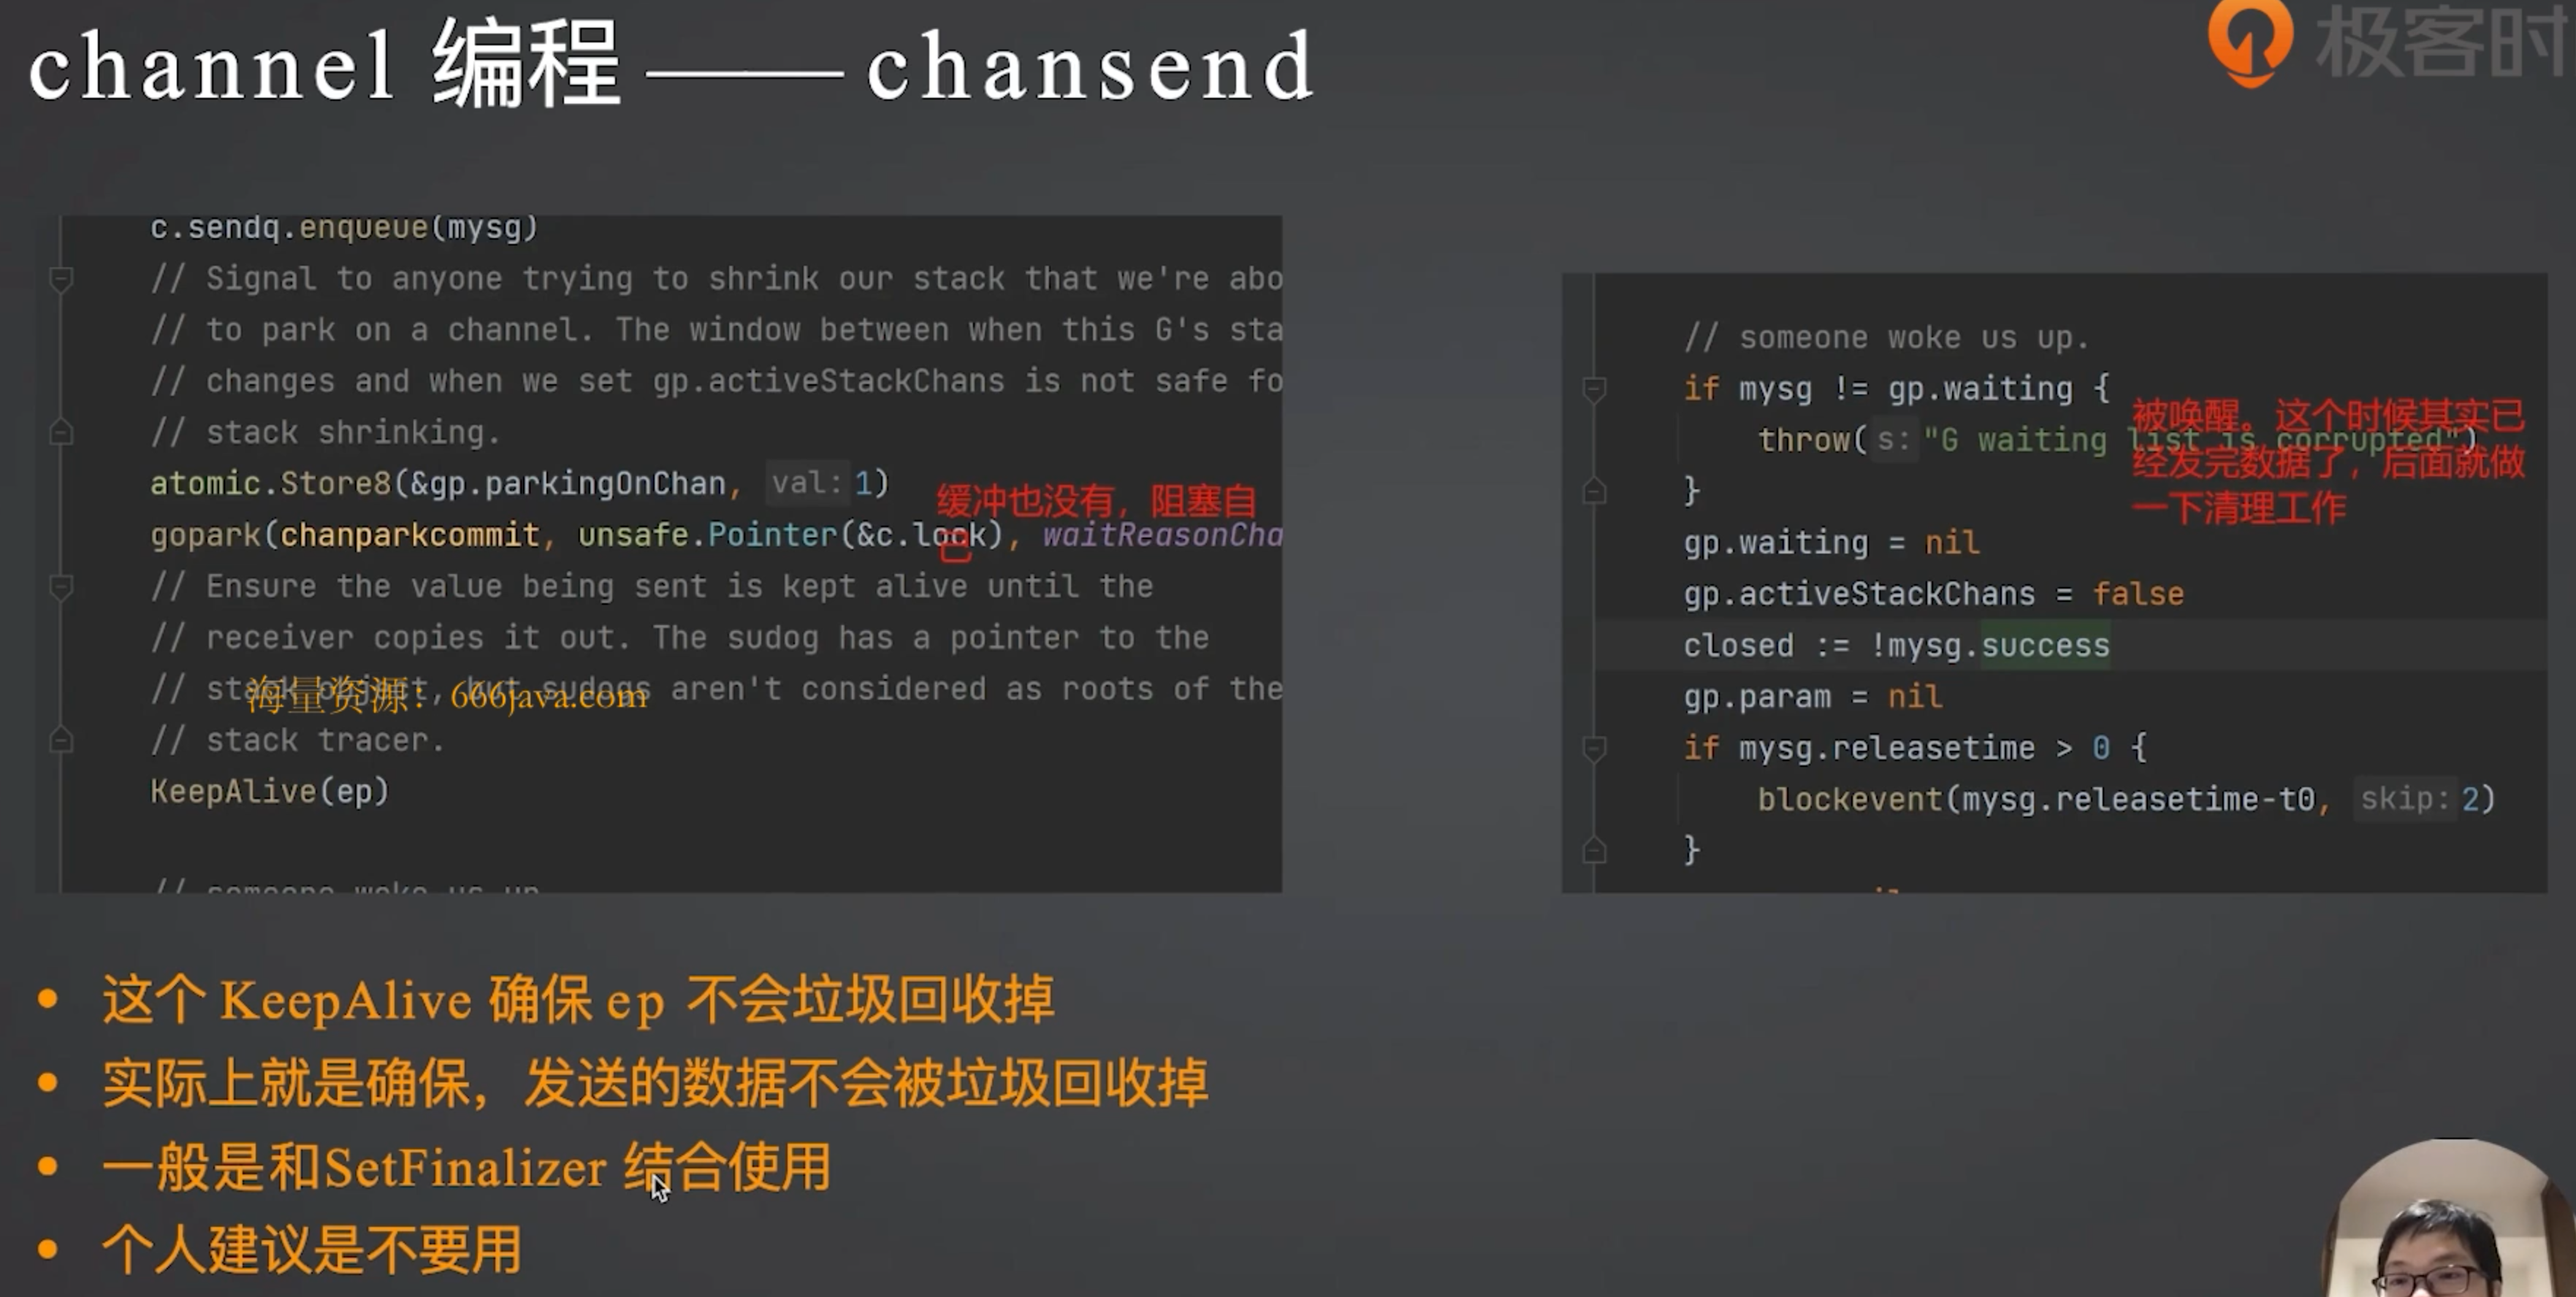 channel 编程 —— chansend
极客时
c.sendq.enqueue(mysg)
// Signal to anyone trying to shrink our stack that we're abo
// to park on a channel. The window between when this G's sta
// changes and when we set gp.activeStackChans is not safe fo
// stack shrinking.
atomic.Store8(&gp.parkingOnChan, val: 1)
gopark(chanparkcommit, unsafe.Pointer(&c.lock), waitReasonCha
缓冲也没有，阻塞自
己
// Ensure the value being sent is kept alive until the
// receiver copies it out. The sudog has a pointer to the
// stack object, but sudogs aren't considered as roots of the
海量资源：666java.com
// stack tracer.
KeepAlive(ep)
// someone woke us up
// someone woke us up.
if mysg != gp.waiting {
throw( s: "G waiting list is corrupted")
被唤醒。这个时候其实已
经发完数据了，后面就做
一下清理工作
}
gp.waiting = nil
gp.activeStackChans = false
closed := !mysg.success
gp.param = nil
if mysg.releasetime > 0 {
blockevent(mysg.releasetime-t0, skip: 2)
}
• 这个 KeepAlive 确保 ep 不会垃圾回收掉
• 实际上就是确保，发送的数据不会被垃圾回收掉
• 一般是和SetFinalizer 结合使用
• 个人建议是不要用